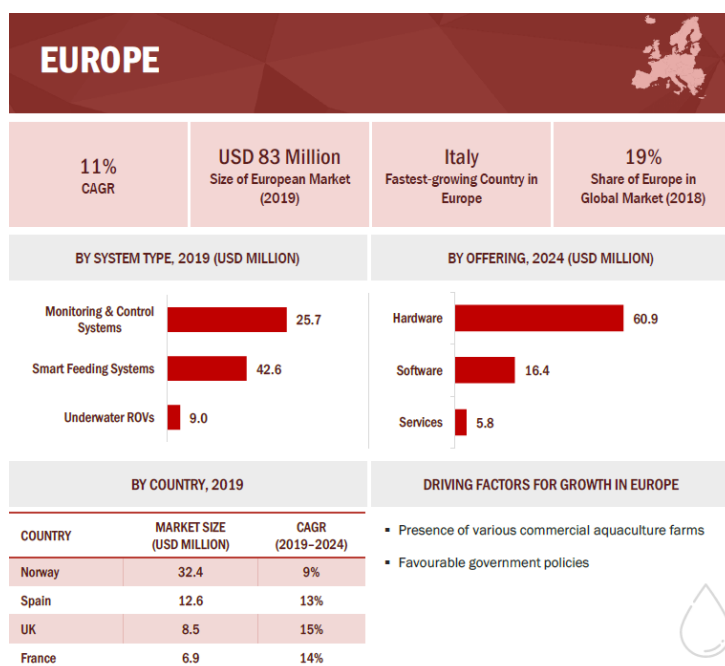 EUROPE
11%
CAGR
USD 83 Million
Size of European Market
(2019)
Italy
Fastest-growing Country in
Europe
19%
Share of Europe in
Global Market (2018)
BY SYSTEM TYPE, 2019 (USD MILLION)
Monitoring & Control
Systems
25.7
Smart Feeding Systems
42.6
Underwater ROVs
9.0
BY OFFERING, 2024 (USD MILLION)
Hardware
60.9
Software
16.4
Services
5.8
BY COUNTRY, 2019
COUNTRY MARKET SIZE (USD MILLION) CAGR (2019–2024)
Norway 32.4 9%
Spain 12.6 13%
UK 8.5 15%
France 6.9 14%
DRIVING FACTORS FOR GROWTH IN EUROPE
▪ Presence of various commercial aquaculture farms
▪ Favourable government policies